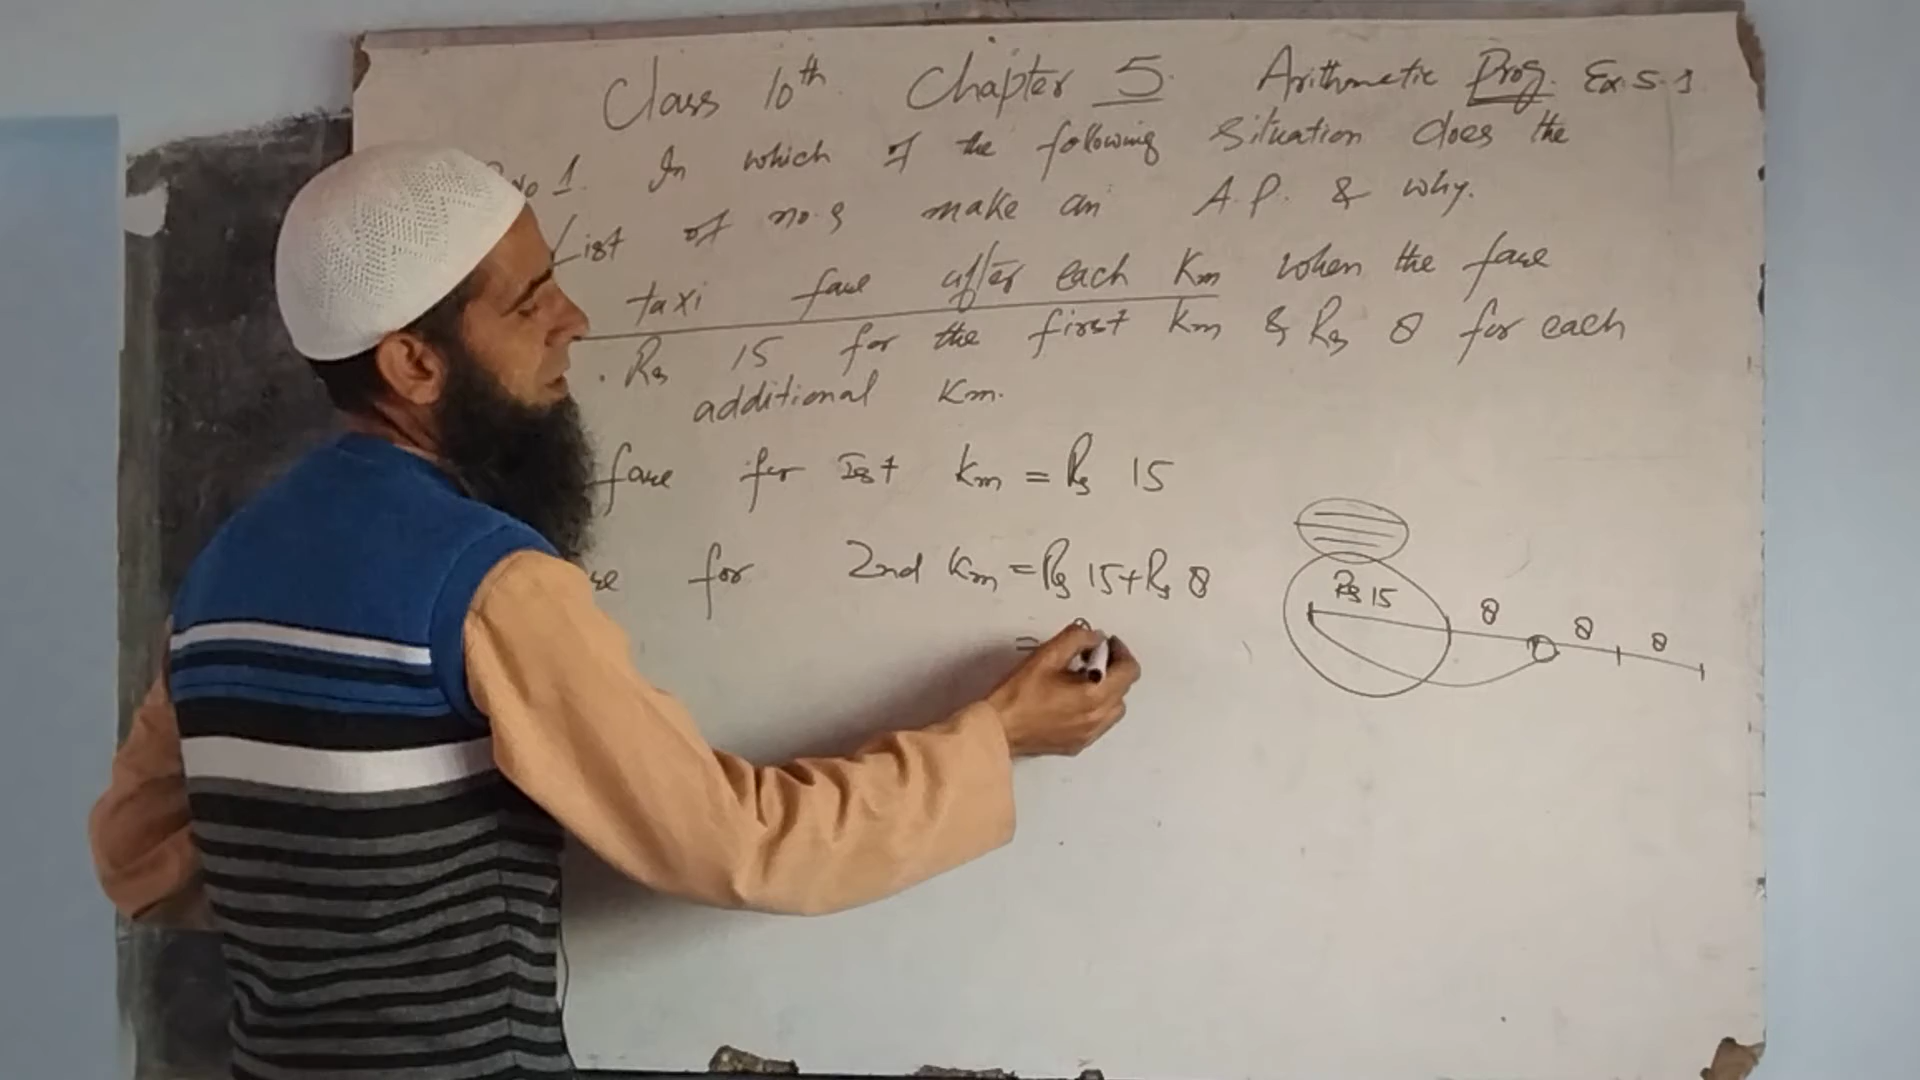 Class 10th Chapter 5 Arithmetic Prog. Ex. 5.1
No 1. In which of the following Situation does the
List of no.s make an A.P. & why.
taxi fare after each Km when the fare
Rs 15 for the first Km & Rs 8 for each
additional Km.
fare for Ist Km = Rs 15
for 2nd Km = Rs 15 + Rs 8
=
Rs 15 8 8 8